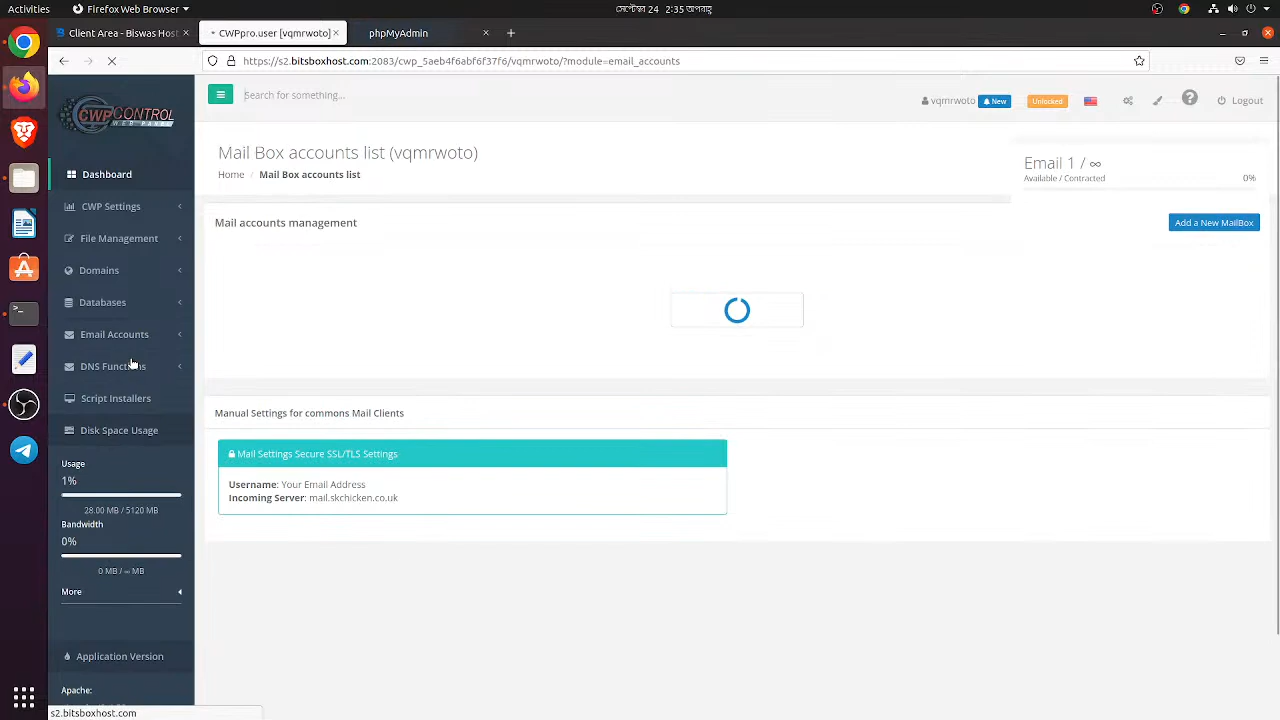 Activities
Firefox Web Browser
সেপ্টে 24 2:35 অপরাহ্ণ
Client Area - Biswas Host
CWPpro.user [vqmrwoto]
phpMyAdmin
https://s2.bitsboxhost.com:2083/cwp_5aeb4f6abf6f37f6/vqmrwoto/?module=email_accounts
CWPCONTROL
WEB PANEL
Search for something...
vqmrwoto
New
Unlocked
Logout
Mail Box accounts list (vqmrwoto)
Home / Mail Box accounts list
Email 1 / ∞
Available / Contracted
0%
Mail accounts management
Add a New MailBox
Dashboard
CWP Settings
File Management
Domains
Databases
Email Accounts
DNS Functions
Script Installers
Disk Space Usage
Usage
1%
28.00 MB / 5120 MB
Bandwidth
0%
0 MB / ∞ MB
More
Application Version
Apache:
Manual Settings for commons Mail Clients
Mail Settings Secure SSL/TLS Settings
Username: Your Email Address
Incoming Server: mail.skchicken.co.uk
s2.bitsboxhost.com